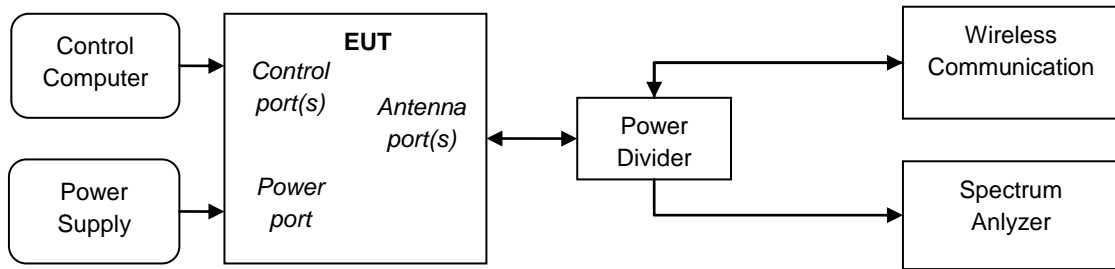 Control
Computer
Power
Supply
EUT
Control
port(s)
Antenna
port(s)
Power
port
Power
Divider
Wireless
Communication
Spectrum
Anlyzer